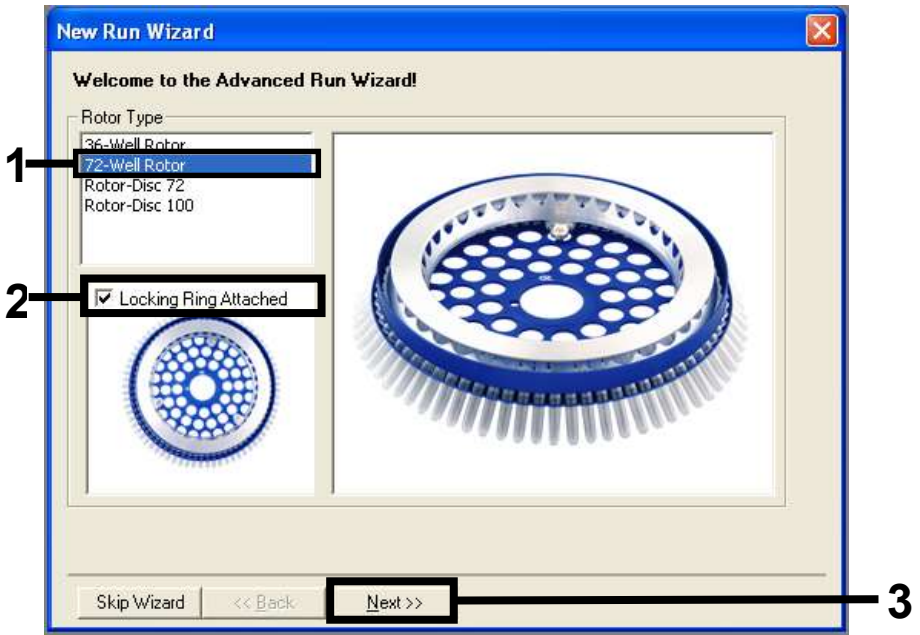 New Run Wizard
Welcome to the Advanced Run Wizard!
Rotor Type
36-Well Rotor
1
72-Well Rotor
Rotor-Disc 72
Rotor-Disc 100
2
Locking Ring Attached
Skip Wizard
<< Back
Next >>
3